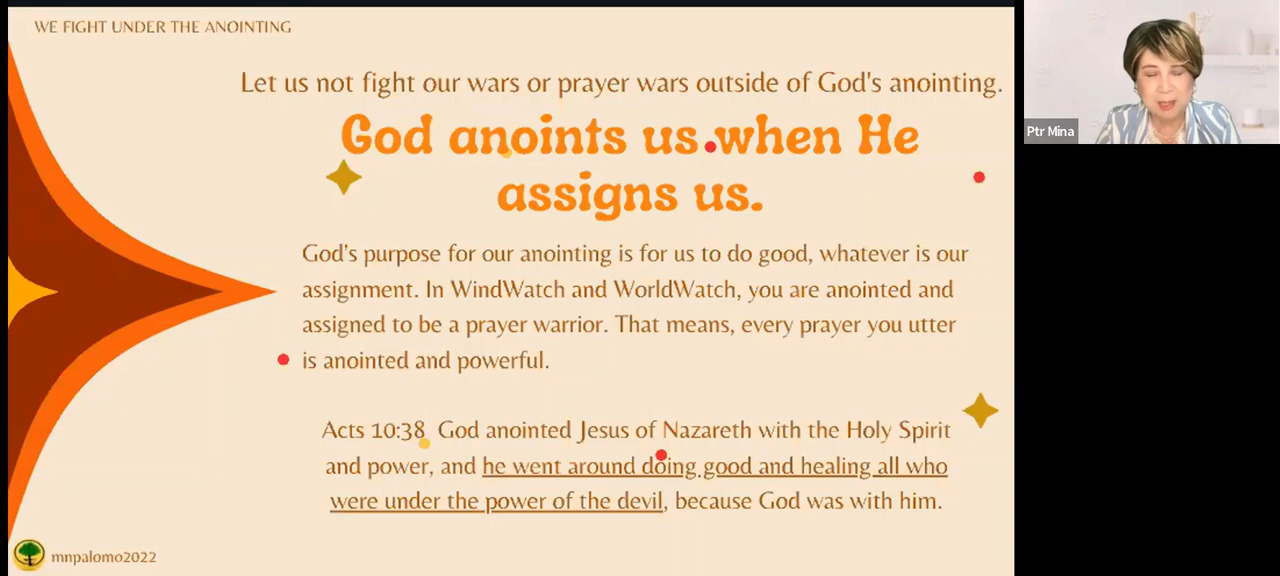 WE FIGHT UNDER THE ANOINTING
Let us not fight our wars or prayer wars outside of God's anointing.
God anoints us when He
assigns us.
God's purpose for our anointing is for us to do good, whatever is our
assignment. In WindWatch and WorldWatch, you are anointed and
assigned to be a prayer warrior. That means, every prayer you utter
is anointed and powerful.
Acts 10:38 God anointed Jesus of Nazareth with the Holy Spirit
and power, and he went around doing good and healing all who
were under the power of the devil, because God was with him.
mnpalomo2022
Ptr Mina